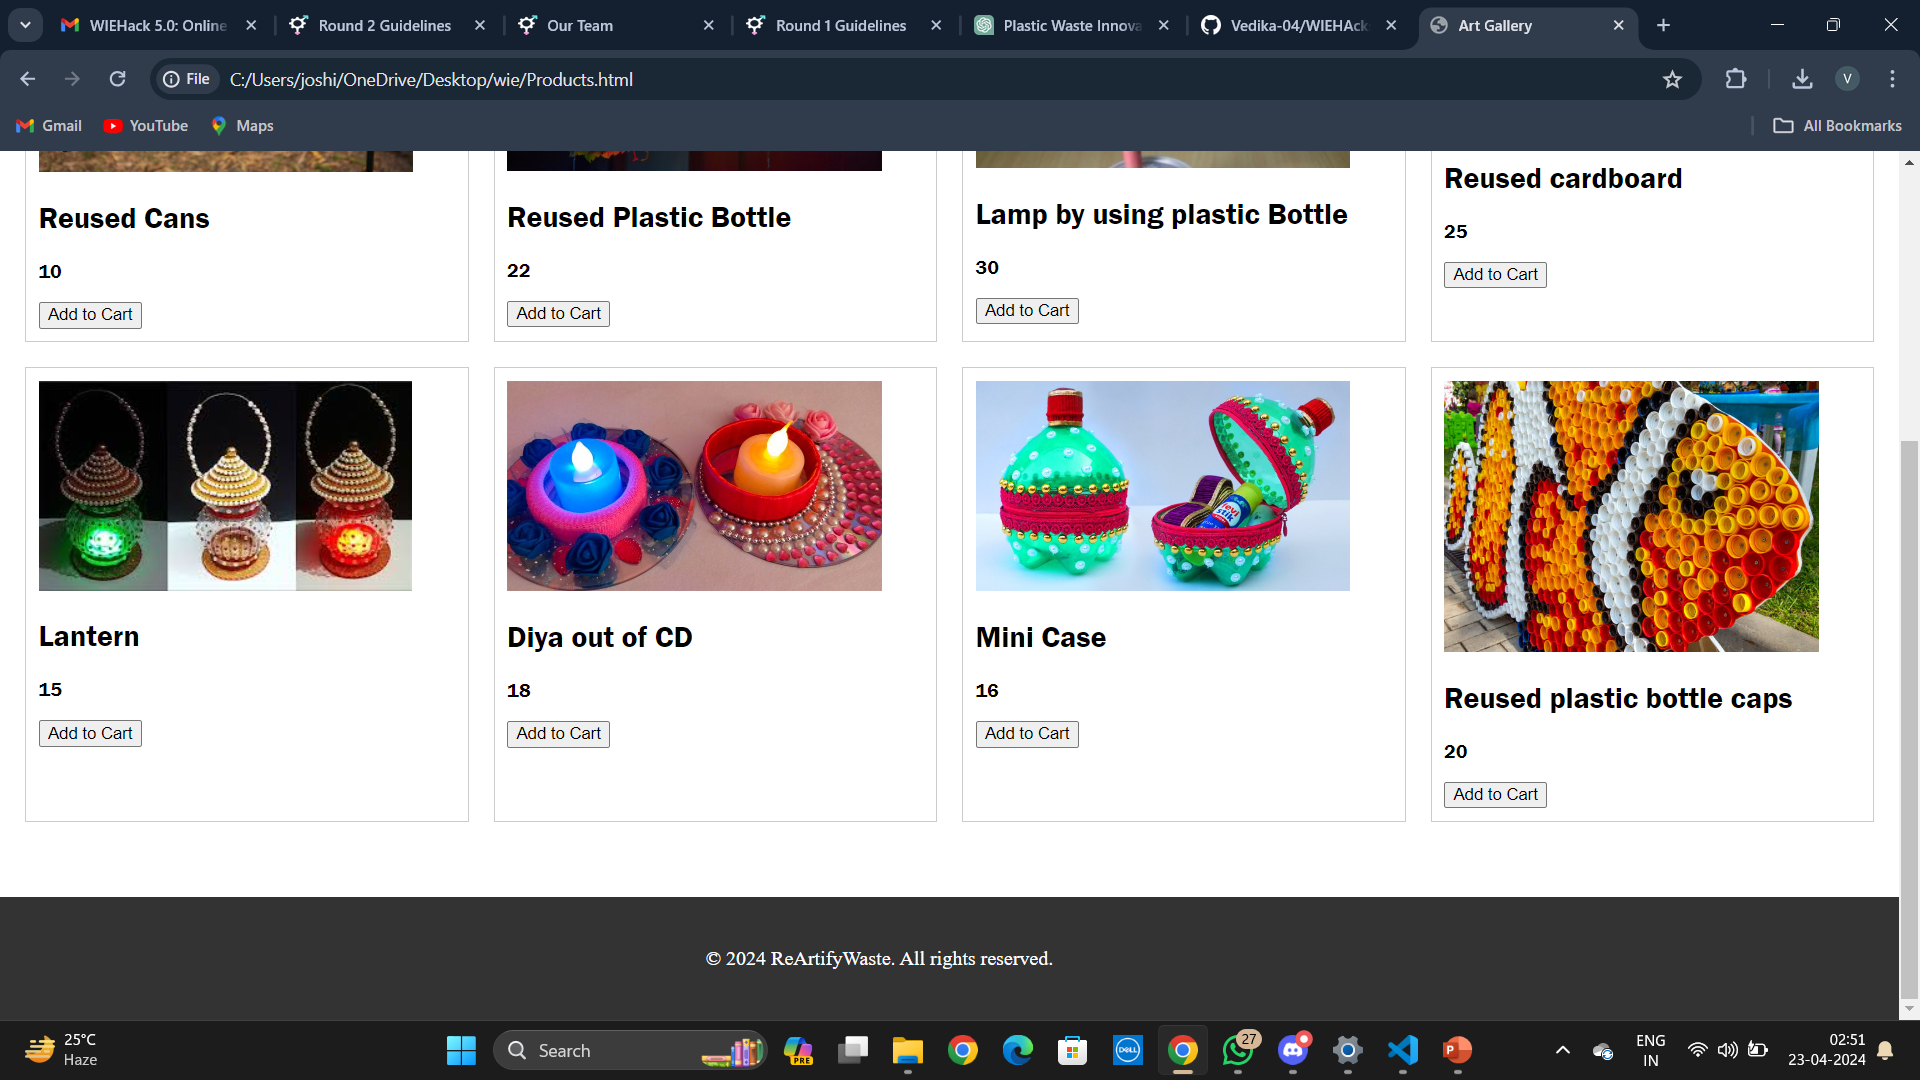 WIEHack 5.0: Online
Round 2 Guidelines
Our Team
Round 1 Guidelines
Plastic Waste Innova
Vedika-04/WIEHAck
Art Gallery
File
C:/Users/joshi/OneDrive/Desktop/wie/Products.html
V
Gmail
YouTube
Maps
All Bookmarks
Reused Cans
10
Add to Cart
Reused Plastic Bottle
22
Add to Cart
Lamp by using plastic Bottle
30
Add to Cart
Reused cardboard
25
Add to Cart
Lantern
15
Add to Cart
Diya out of CD
18
Add to Cart
Mini Case
16
Add to Cart
Reused plastic bottle caps
20
Add to Cart
© 2024 ReArtifyWaste. All rights reserved.
25°C
Haze
Search
PRE
DELL
27
P
ENG
IN
02:51
23-04-2024